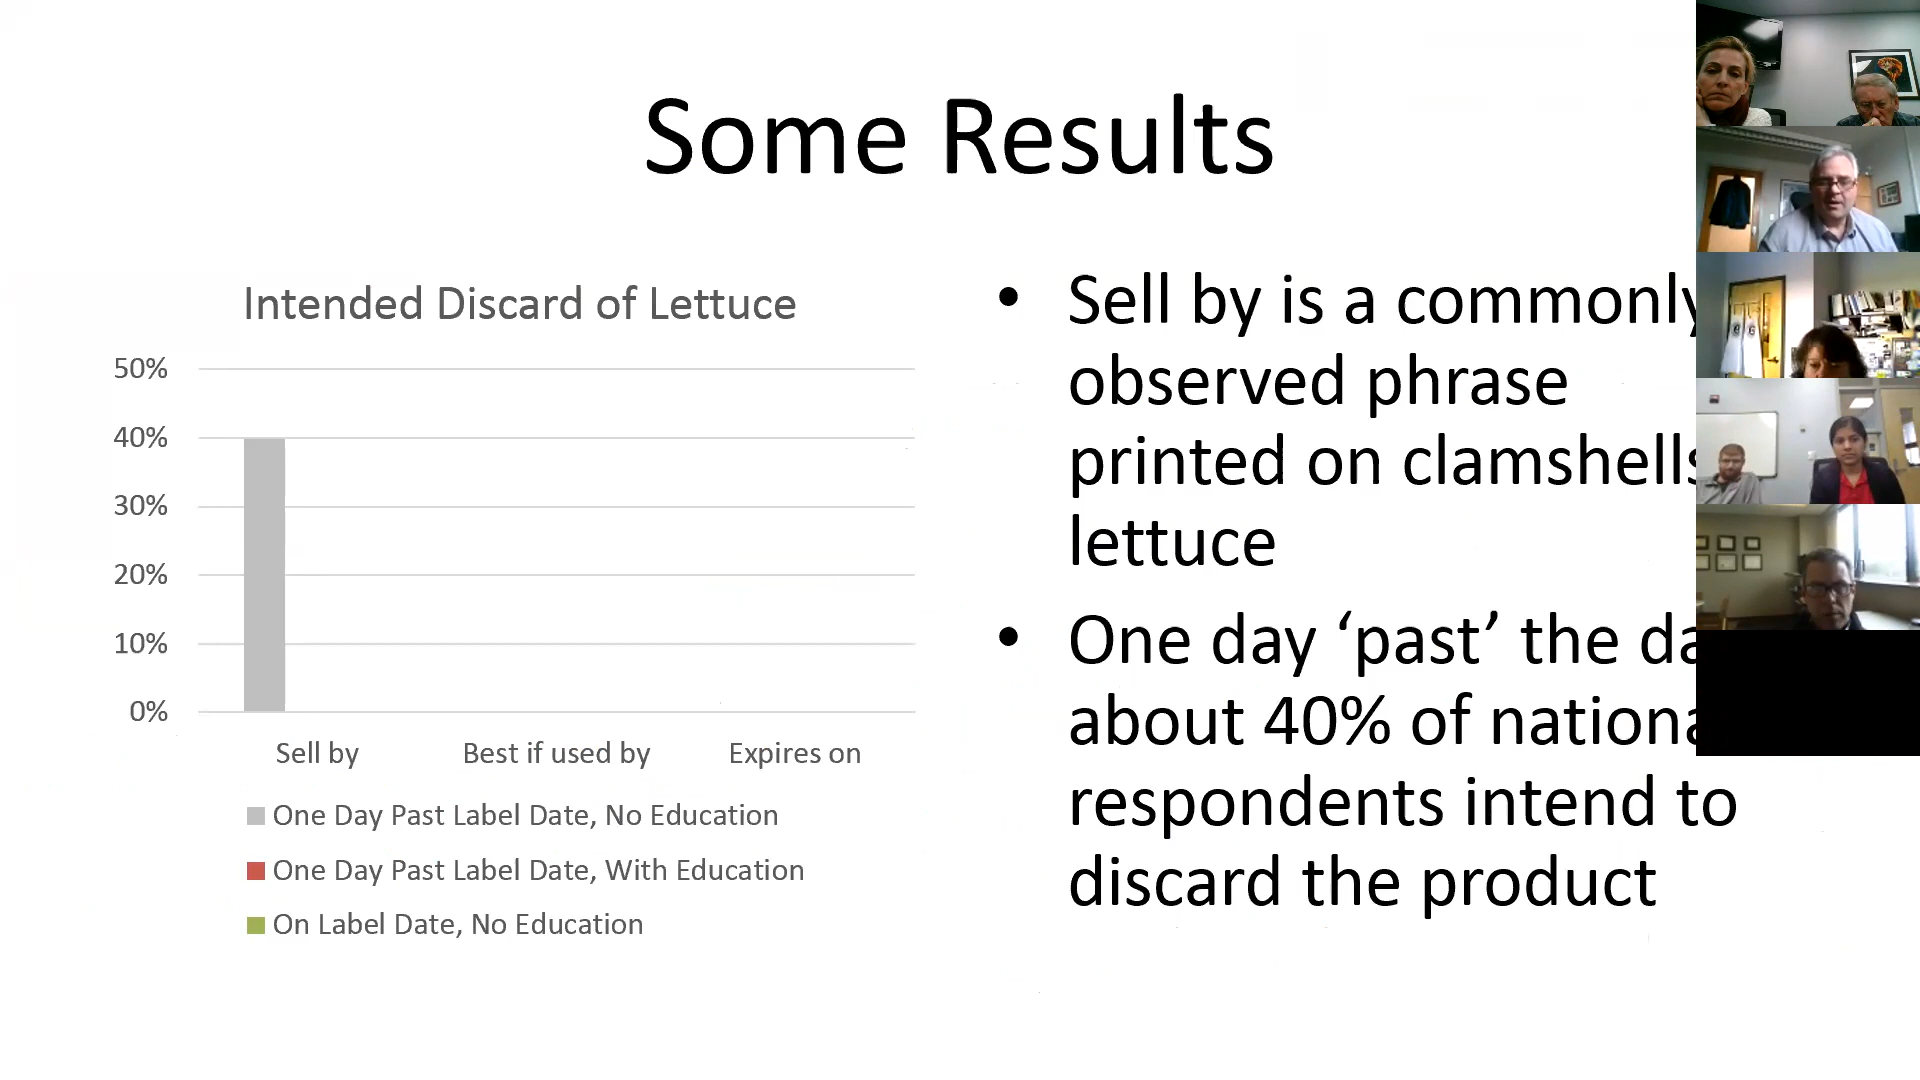 Some Results
Intended Discard of Lettuce
50%
40%
30%
20%
10%
0%
Sell by
Best if used by
Expires on
One Day Past Label Date, No Education
One Day Past Label Date, With Education
On Label Date, No Education
• Sell by is a commonly
observed phrase
printed on clamshells
lettuce
• One day ‘past’ the
about 40% of
respondents intend to
discard the product